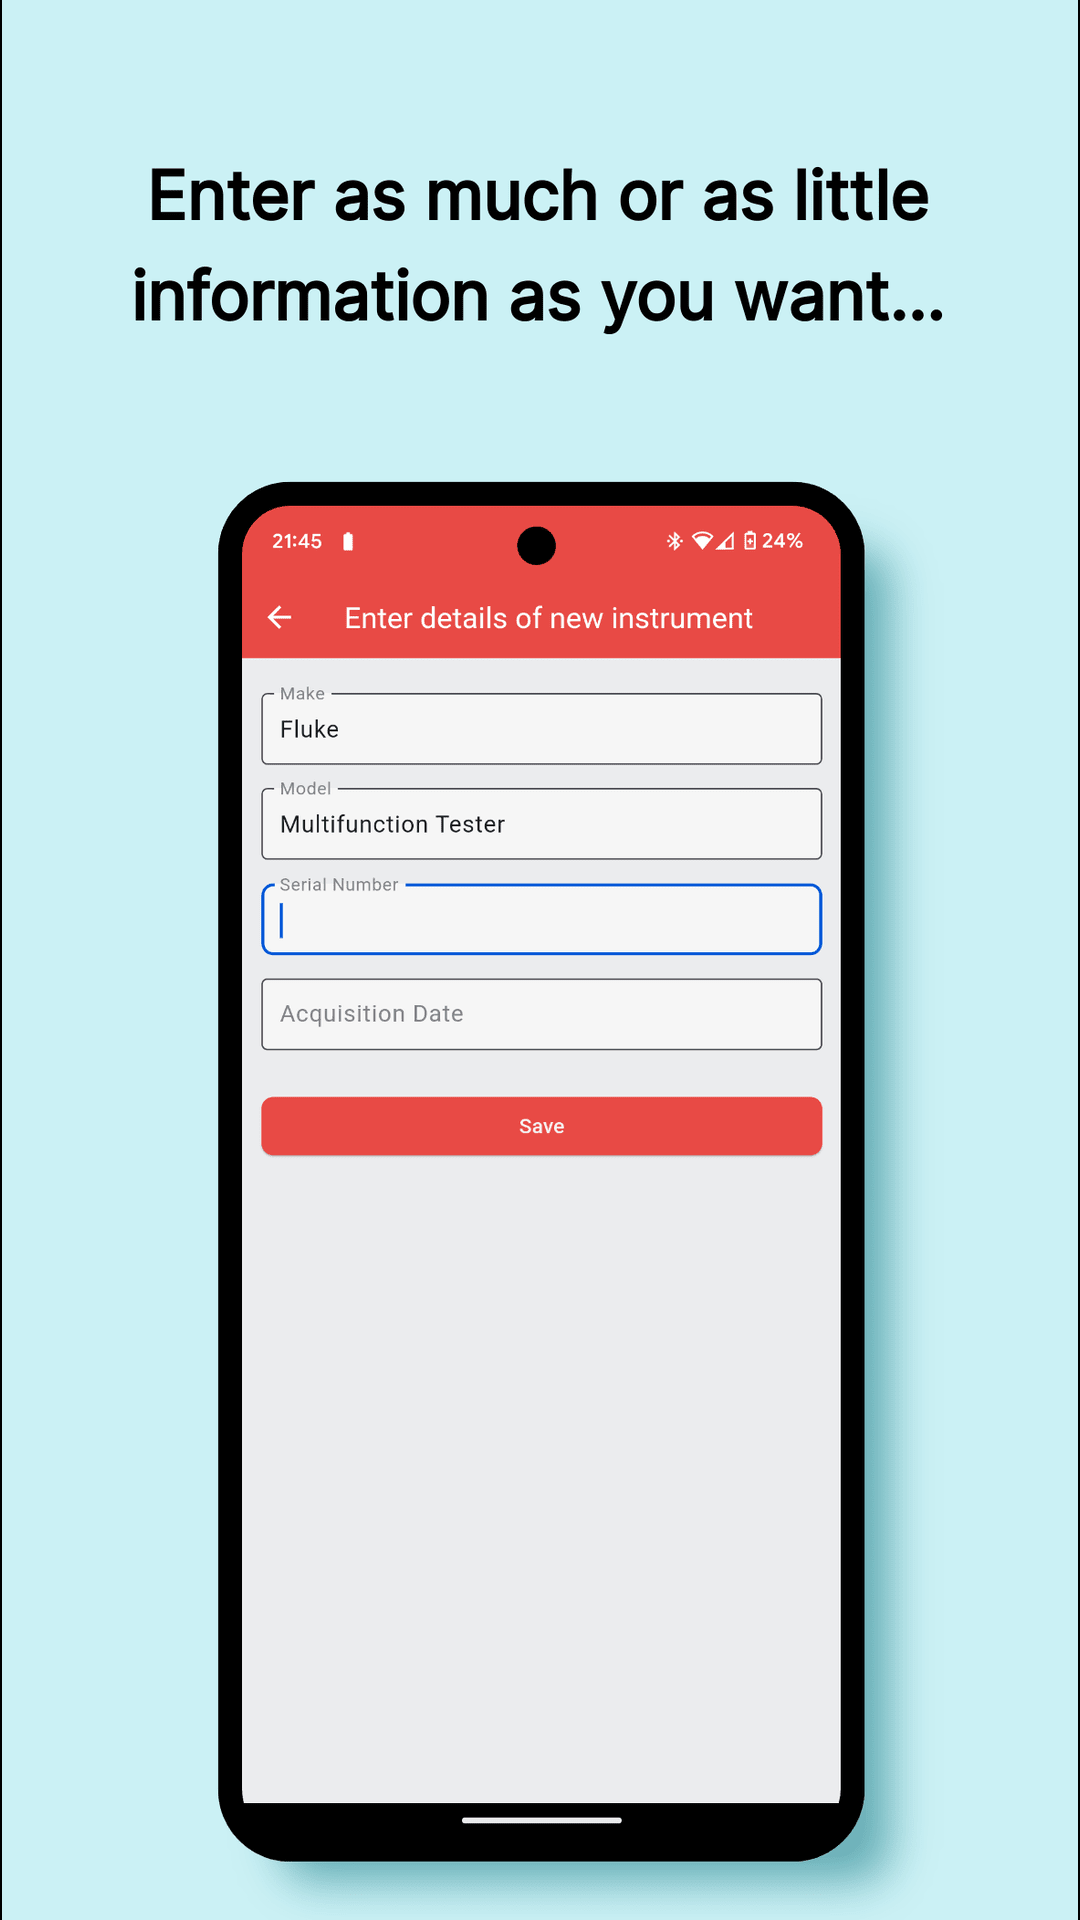 Enter as much or as little
information as you want...
21:45 24%
Enter details of new instrument
Make
Fluke
Model
Multifunction Tester
Serial Number
Acquisition Date
Save